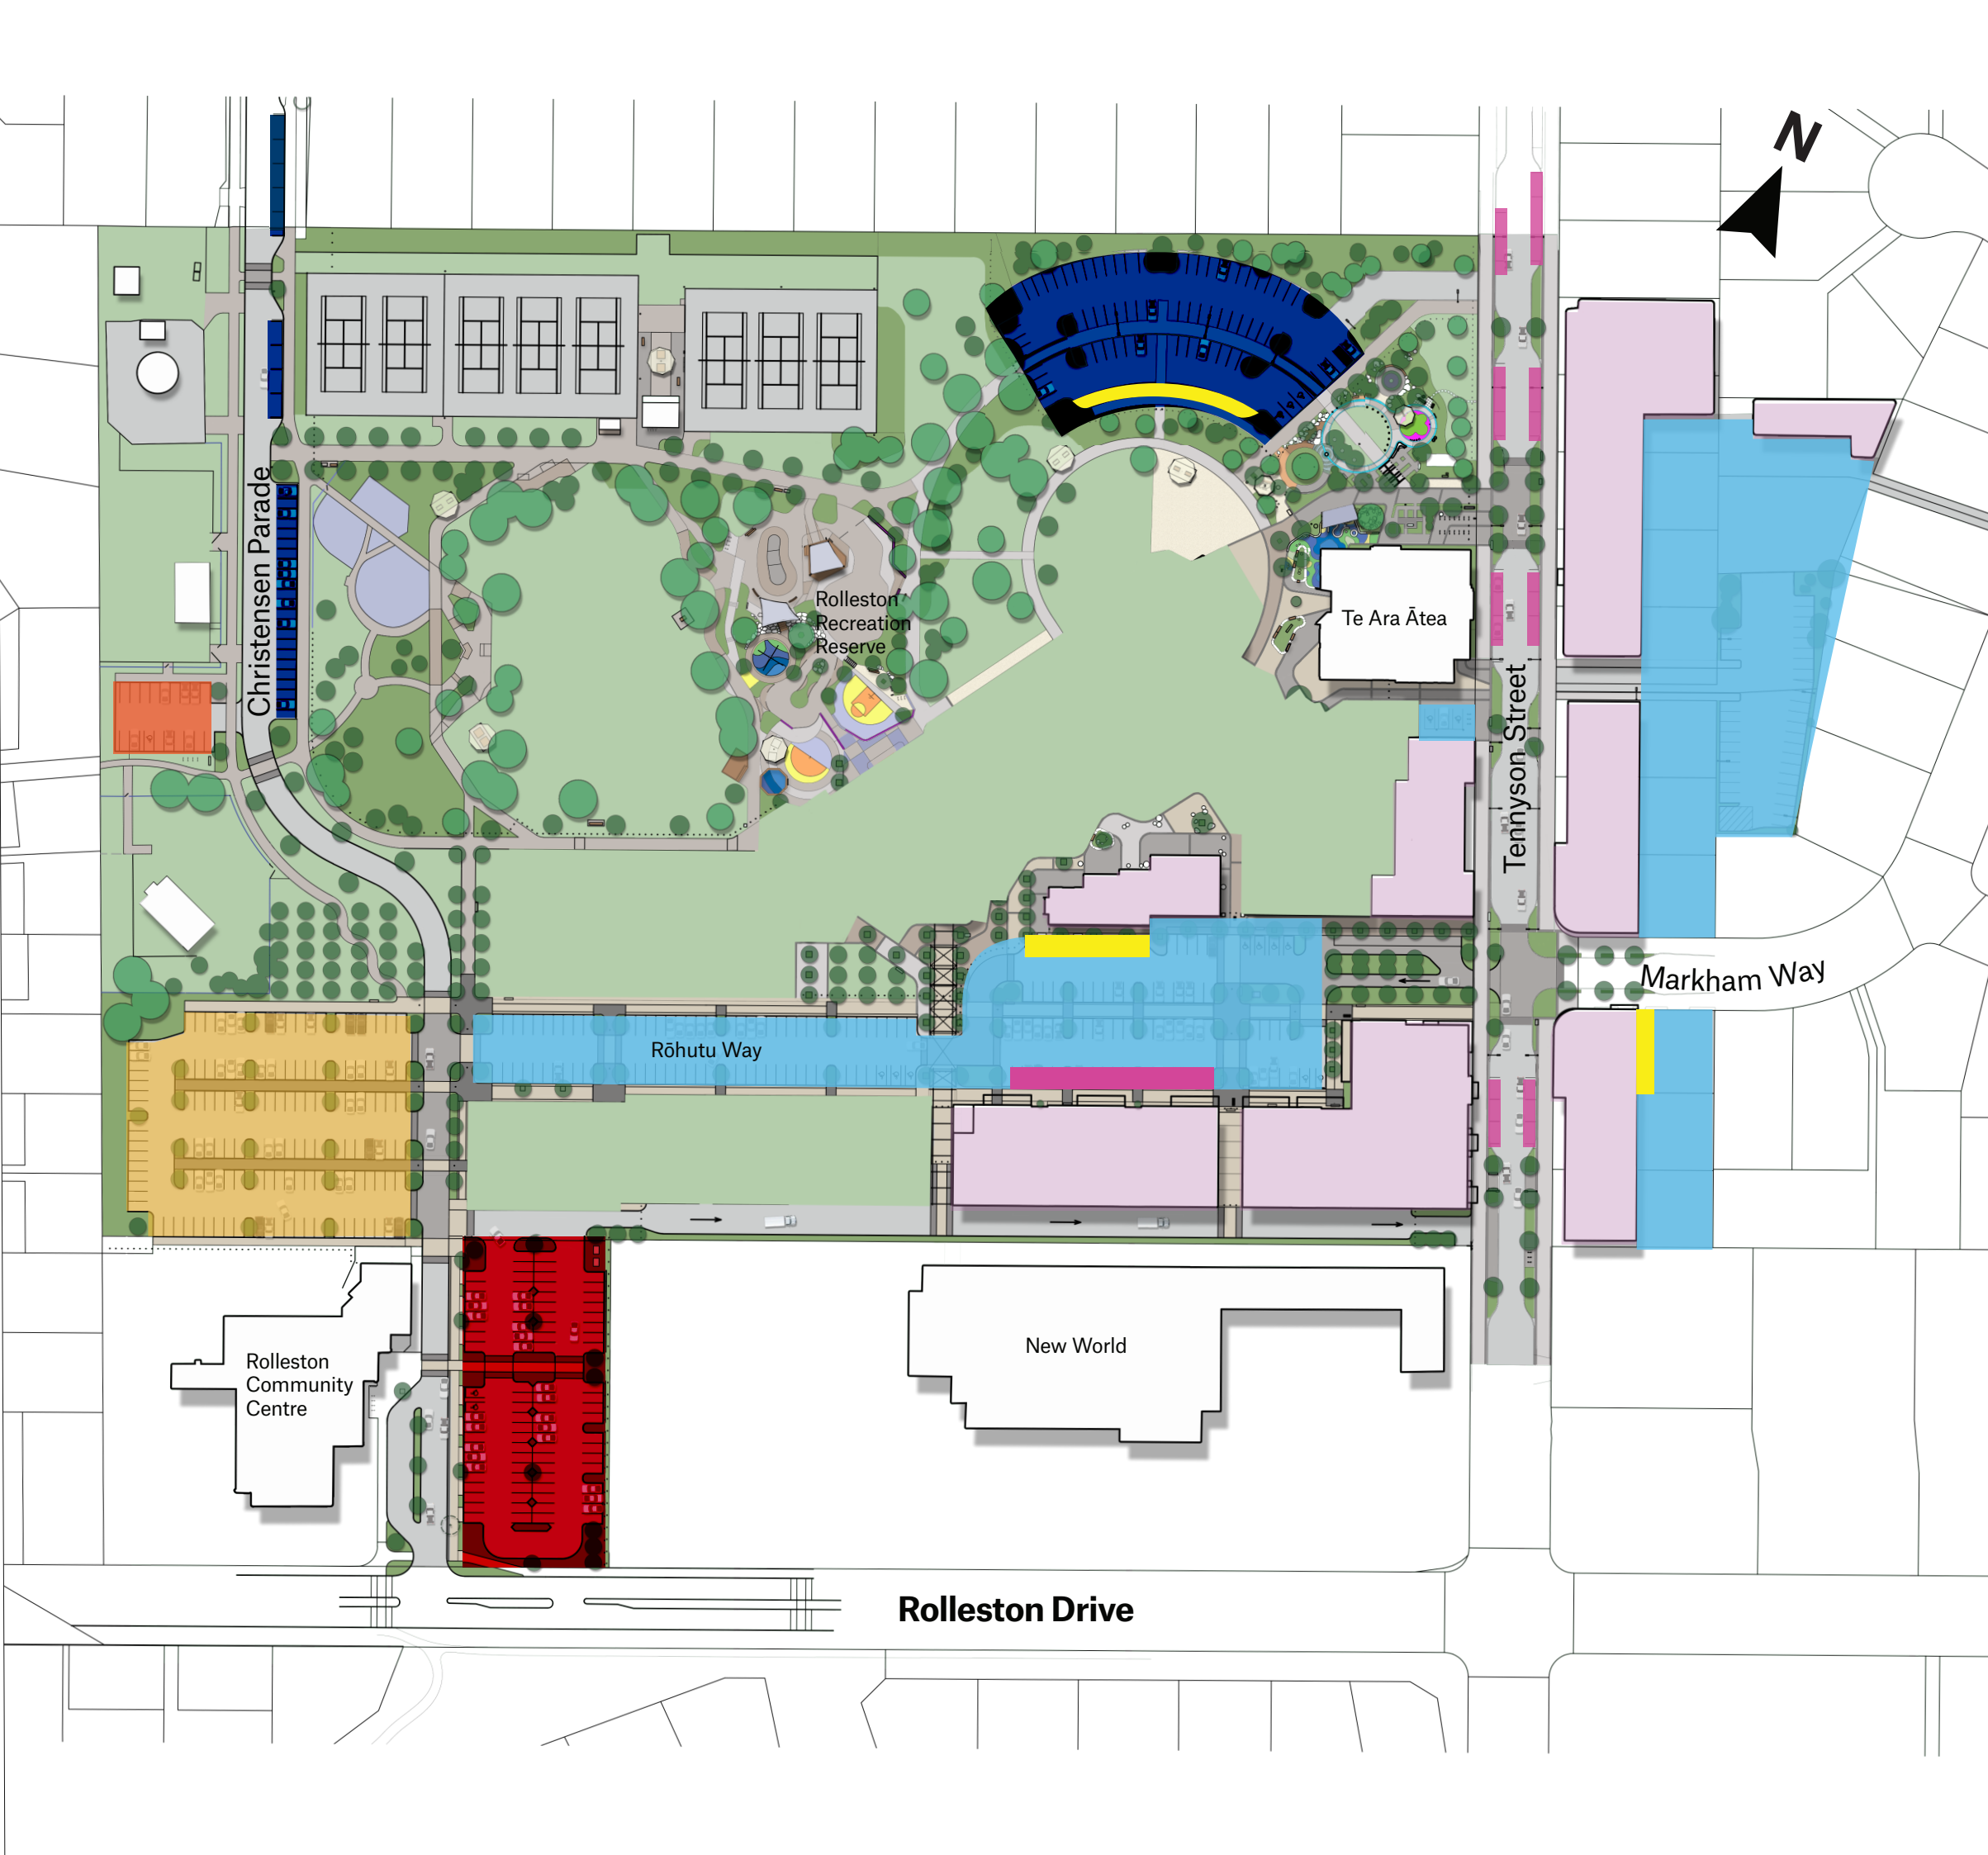 N
Christensen Parade
Rolleston
Recreation
Reserve
Te Ara Ātea
Tennyson Street
Markham Way
Rōhutu Way
New World
Rolleston
Community
Centre
Rolleston Drive